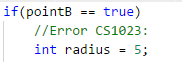 if(pointB == true)
//Error CS1023:
int radius = 5;